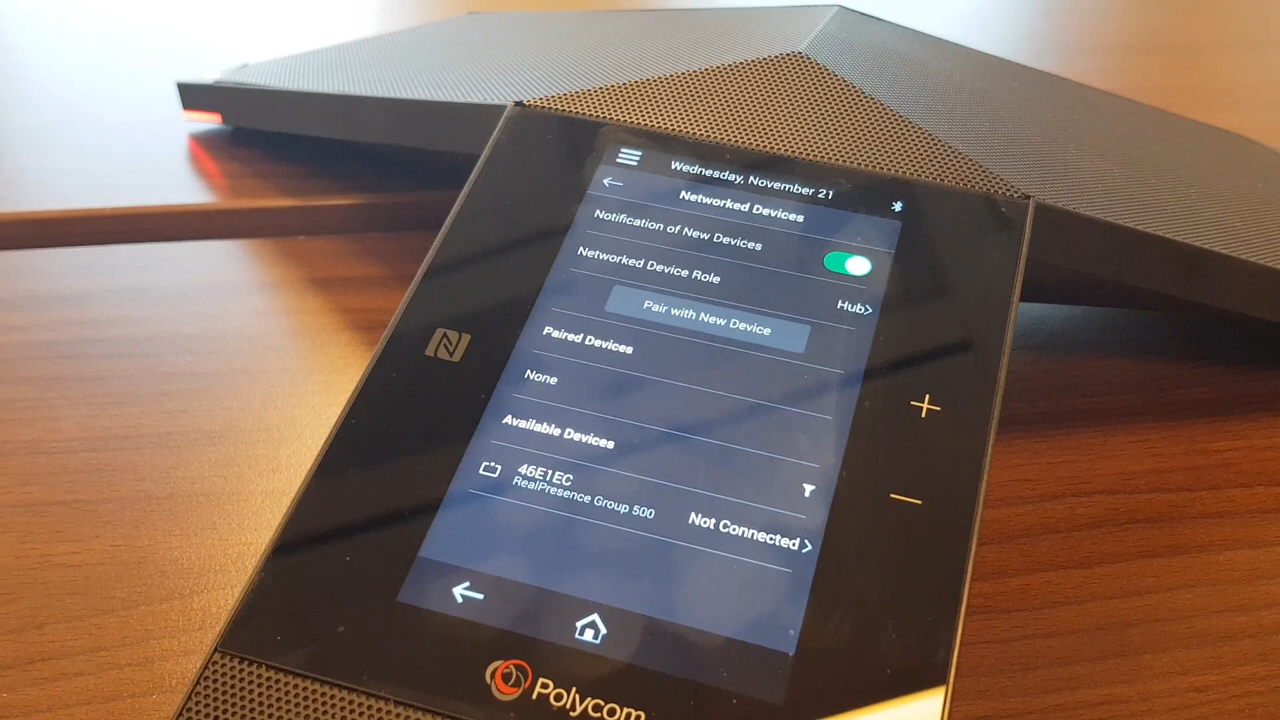 Wednesday, November 21
Networked Devices
Notification of New Devices
Networked Device Role
Hub
Pair with New Device
Paired Devices
None
Available Devices
46E1EC
RealPresence Group 500
Not Connected
Polycom